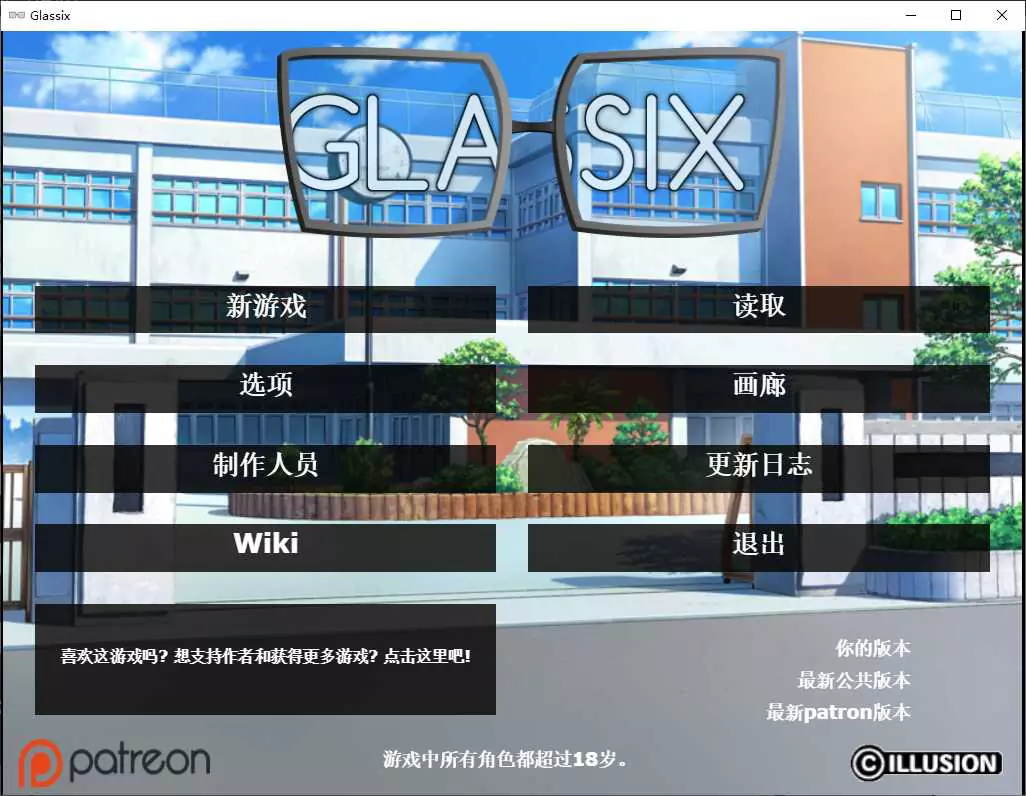 Glassix
GLASSIX
新游戏
读取
选项
画廊
制作人员
更新日志
Wiki
退出
喜欢这游戏吗? 想支持作者和获得更多游戏? 点击这里吧!
你的版本
最新公共版本
最新patron版本
patreon
游戏中所有角色都超过18岁。
©ILLUSION